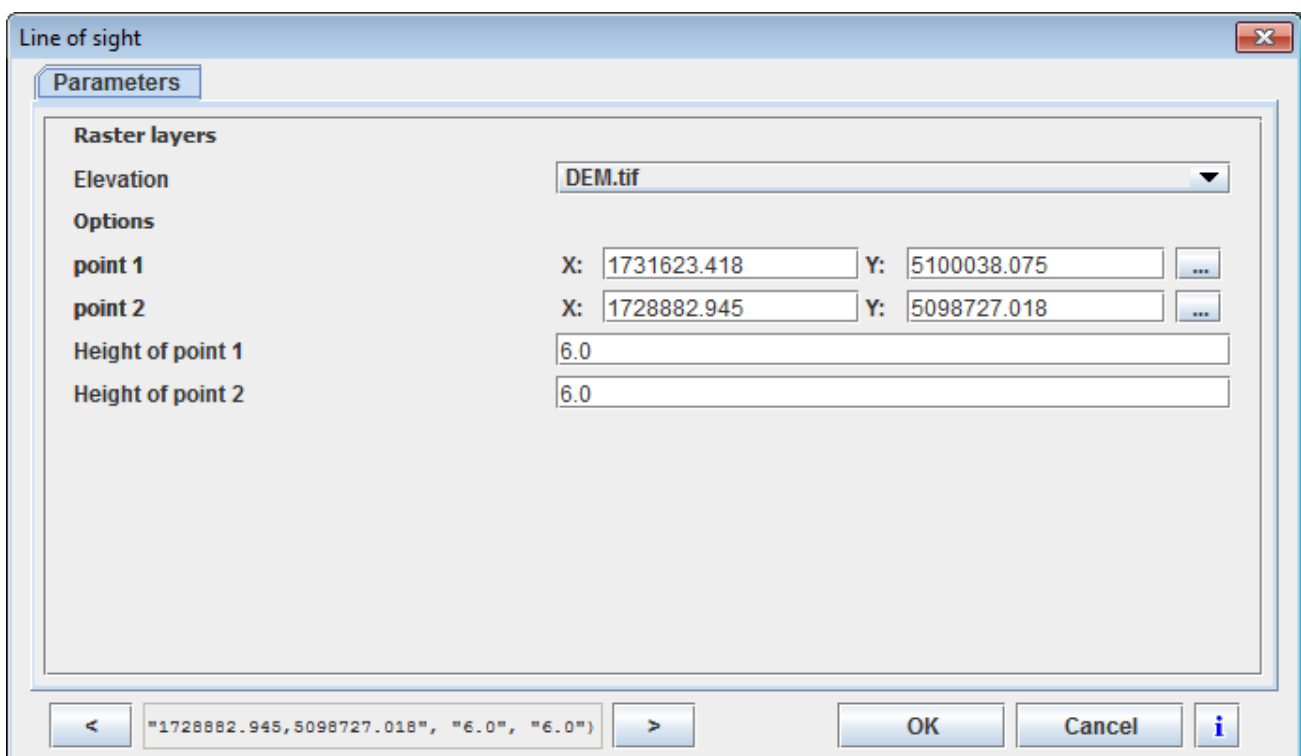 Line of sight
Parameters
Raster layers
Elevation DEM.tif
Options
point 1 X: 1731623.418 Y: 5100038.075 ...
point 2 X: 1728882.945 Y: 5098727.018 ...
Height of point 1 6.0
Height of point 2 6.0
< "1728882.945,5098727.018", "6.0", "6.0") > OK Cancel i